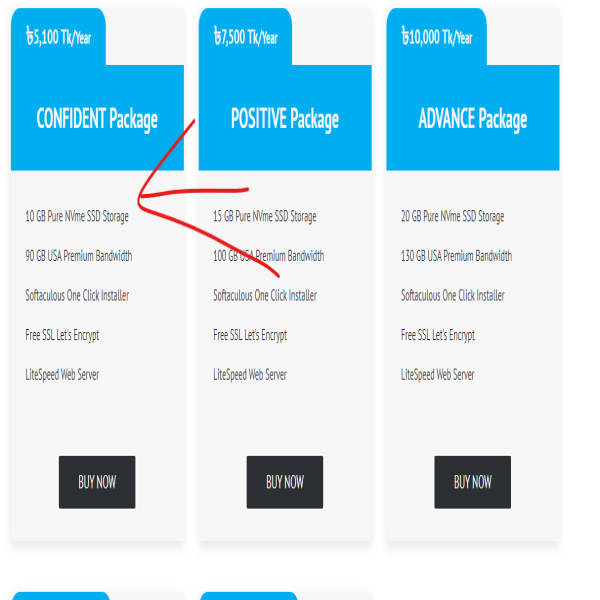 ৳5,100 Tk/Year
CONFIDENT Package
10 GB Pure NVme SSD Storage
90 GB USA Premium Bandwidth
Softaculous One Click Installer
Free SSL Let's Encrypt
LiteSpeed Web Server
BUY NOW
৳7,500 Tk/Year
POSITIVE Package
15 GB Pure NVme SSD Storage
100 GB USA Premium Bandwidth
Softaculous One Click Installer
Free SSL Let's Encrypt
LiteSpeed Web Server
BUY NOW
৳10,000 Tk/Year
ADVANCE Package
20 GB Pure NVme SSD Storage
130 GB USA Premium Bandwidth
Softaculous One Click Installer
Free SSL Let's Encrypt
LiteSpeed Web Server
BUY NOW